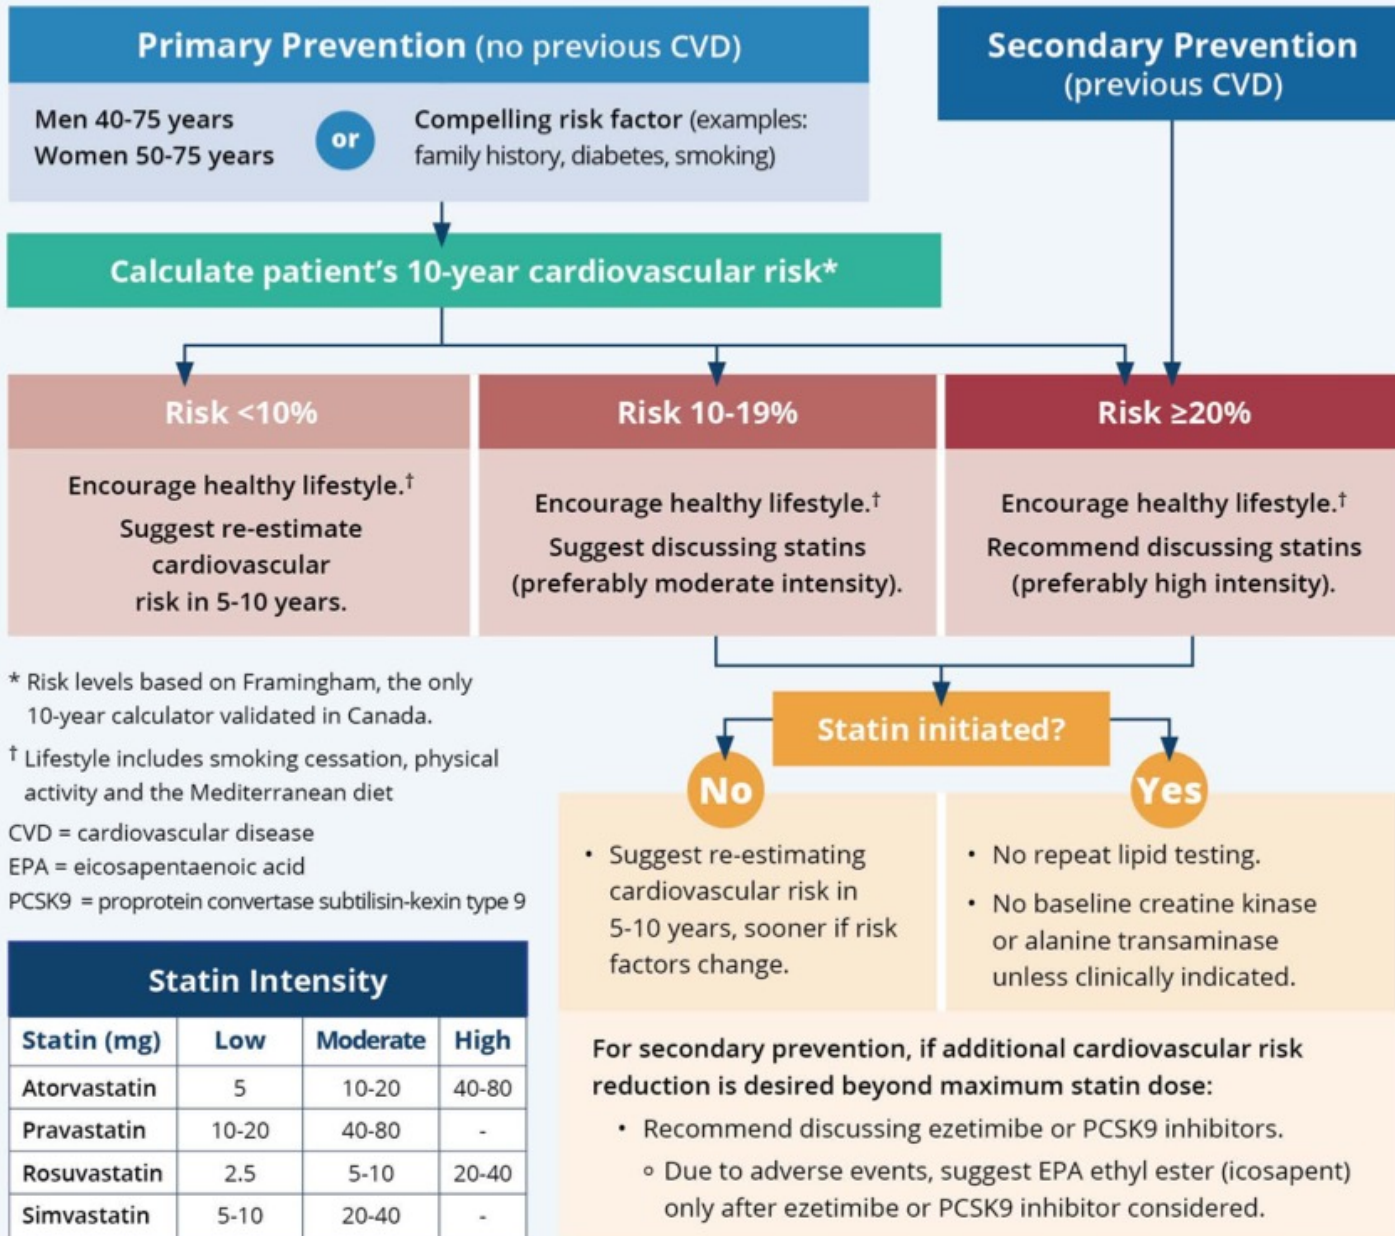 Primary Prevention (no previous CVD)
Men 40-75 years
Women 50-75 years
or
Compelling risk factor (examples:
family history, diabetes, smoking)
Secondary Prevention
(previous CVD)
Calculate patient's 10-year cardiovascular risk*
Risk <10%
Encourage healthy lifestyle.†
Suggest re-estimate
cardiovascular
risk in 5-10 years.
Risk 10-19%
Encourage healthy lifestyle.†
Suggest discussing statins
(preferably moderate intensity).
Risk ≥20%
Encourage healthy lifestyle.†
Recommend discussing statins
(preferably high intensity).
* Risk levels based on Framingham, the only
10-year calculator validated in Canada.
† Lifestyle includes smoking cessation, physical
activity and the Mediterranean diet
CVD = cardiovascular disease
EPA = eicosapentaenoic acid
PCSK9 = proprotein convertase subtilisin-kexin type 9
Statin initiated?
No
Suggest re-estimating
cardiovascular risk in
5-10 years, sooner if risk
factors change.
Yes
No repeat lipid testing.
No baseline creatine kinase
or alanine transaminase
unless clinically indicated.
Statin Intensity
Statin (mg) Low Moderate High
Atorvastatin 5 10-20 40-80
Pravastatin 10-20 40-80 -
Rosuvastatin 2.5 5-10 20-40
Simvastatin 5-10 20-40 -
For secondary prevention, if additional cardiovascular risk
reduction is desired beyond maximum statin dose:
• Recommend discussing ezetimibe or PCSK9 inhibitors.
Due to adverse events, suggest EPA ethyl ester (icosapent)
only after ezetimibe or PCSK9 inhibitor considered.